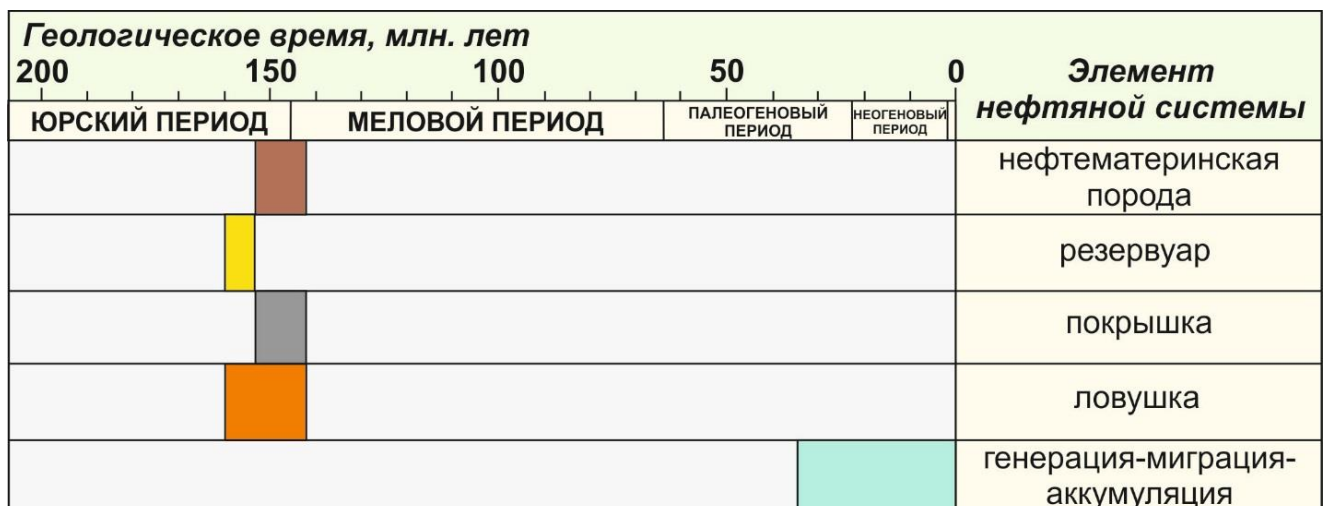 Геологическое время, млн. лет
200 150 100 50 0
Элемент
нефтяной системы
ЮРСКИЙ ПЕРИОД
МЕЛОВОЙ ПЕРИОД
ПАЛЕОГЕНОВЫЙ
ПЕРИОД
НЕОГЕНОВЫЙ
ПЕРИОД
нефтематеринская
порода
резервуар
покрышка
ловушка
генерация-миграция-
аккумуляция